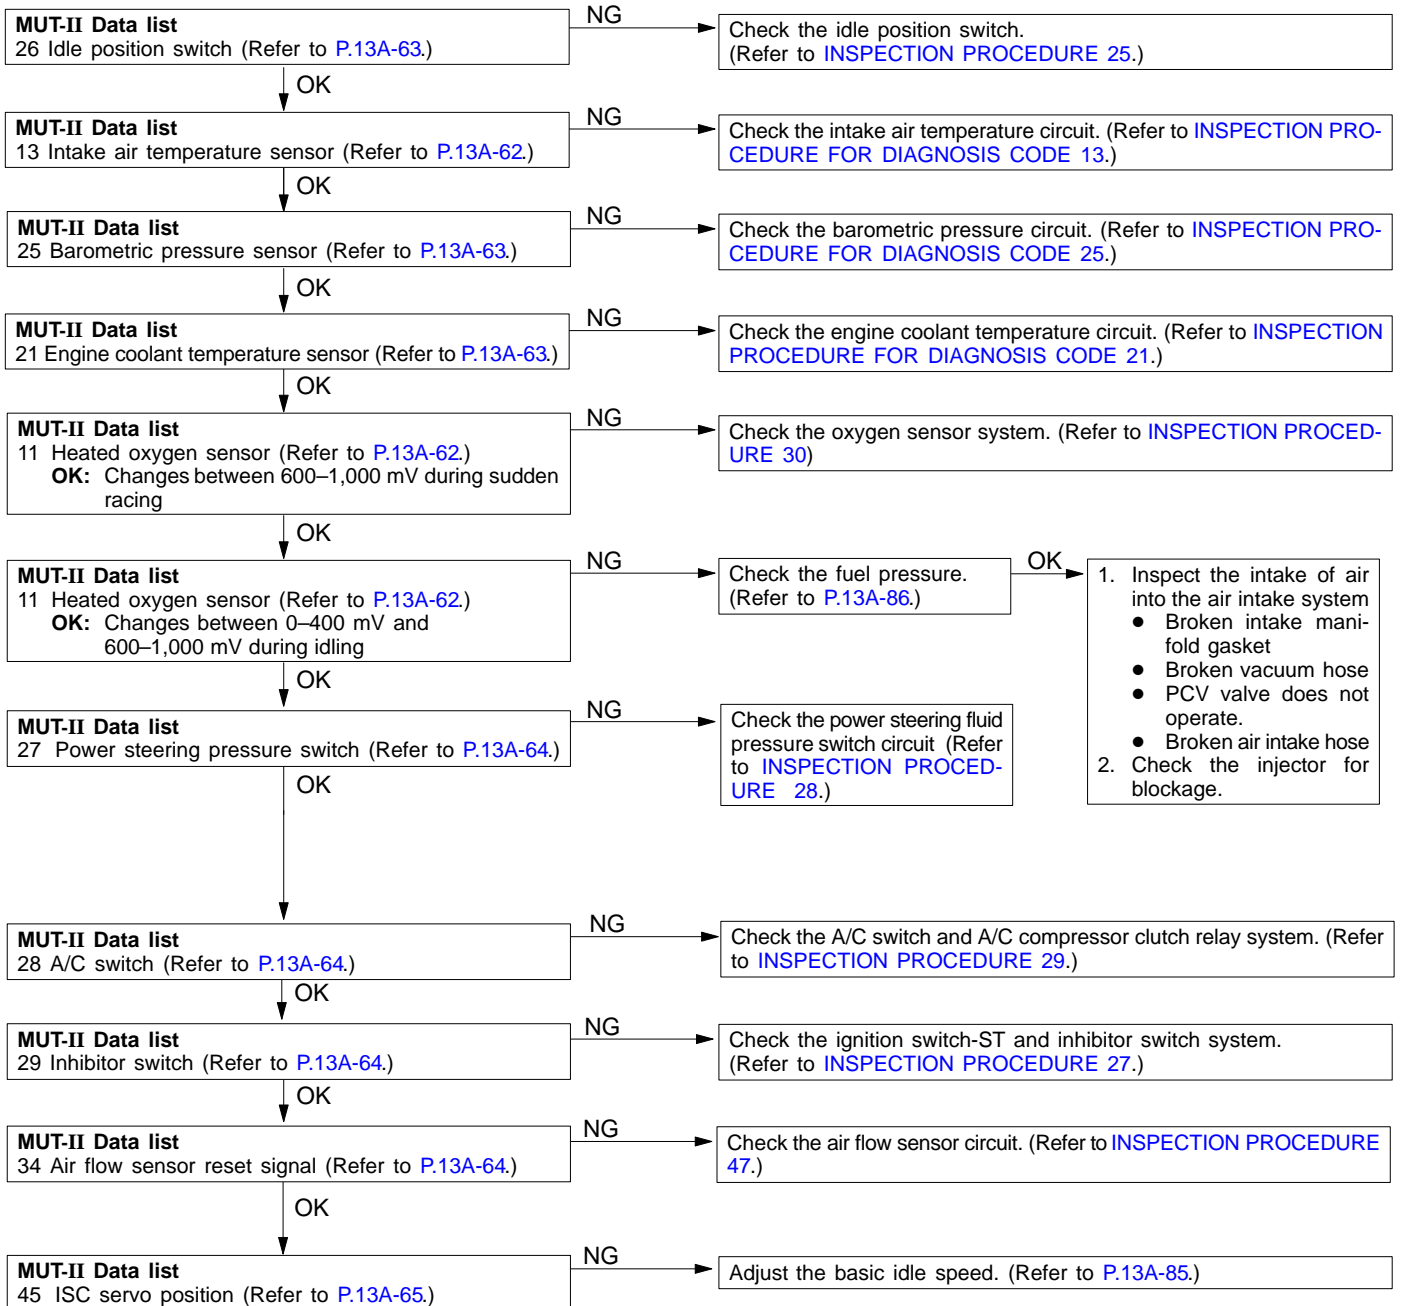 MUT-II Data list
26 Idle position switch (Refer to P.13A-63.)
NG
Check the idle position switch.
(Refer to INSPECTION PROCEDURE 25.)
OK
MUT-II Data list
13 Intake air temperature sensor (Refer to P.13A-62.)
NG
Check the intake air temperature circuit. (Refer to INSPECTION PRO-
CEDURE FOR DIAGNOSIS CODE 13.)
OK
MUT-II Data list
25 Barometric pressure sensor (Refer to P.13A-63.)
NG
Check the barometric pressure circuit. (Refer to INSPECTION PRO-
CEDURE FOR DIAGNOSIS CODE 25.)
OK
MUT-II Data list
21 Engine coolant temperature sensor (Refer to P.13A-63.)
NG
Check the engine coolant temperature circuit. (Refer to INSPECTION
PROCEDURE FOR DIAGNOSIS CODE 21.)
OK
MUT-II Data list
11 Heated oxygen sensor (Refer to P.13A-62.)
OK: Changes between 600–1,000 mV during sudden
racing
NG
Check the oxygen sensor system. (Refer to INSPECTION PROCED-
URE 30)
OK
MUT-II Data list
11 Heated oxygen sensor (Refer to P.13A-62.)
OK: Changes between 0–400 mV and
600–1,000 mV during idling
NG
Check the fuel pressure.
(Refer to P.13A-86.)
OK
1. Inspect the intake of air
into the air intake system
● Broken intake mani-
fold gasket
● Broken vacuum hose
● PCV valve does not
operate.
● Broken air intake hose
2. Check the injector for
blockage.
OK
MUT-II Data list
27 Power steering pressure switch (Refer to P.13A-64.)
NG
Check the power steering fluid
pressure switch circuit (Refer
to INSPECTION PROCED-
URE 28.)
OK
MUT-II Data list
28 A/C switch (Refer to P.13A-64.)
NG
Check the A/C switch and A/C compressor clutch relay system. (Refer
to INSPECTION PROCEDURE 29.)
OK
MUT-II Data list
29 Inhibitor switch (Refer to P.13A-64.)
NG
Check the ignition switch-ST and inhibitor switch system.
(Refer to INSPECTION PROCEDURE 27.)
OK
MUT-II Data list
34 Air flow sensor reset signal (Refer to P.13A-64.)
NG
Check the air flow sensor circuit. (Refer to INSPECTION PROCEDURE
47.)
OK
MUT-II Data list
45 ISC servo position (Refer to P.13A-65.)
NG
Adjust the basic idle speed. (Refer to P.13A-85.)